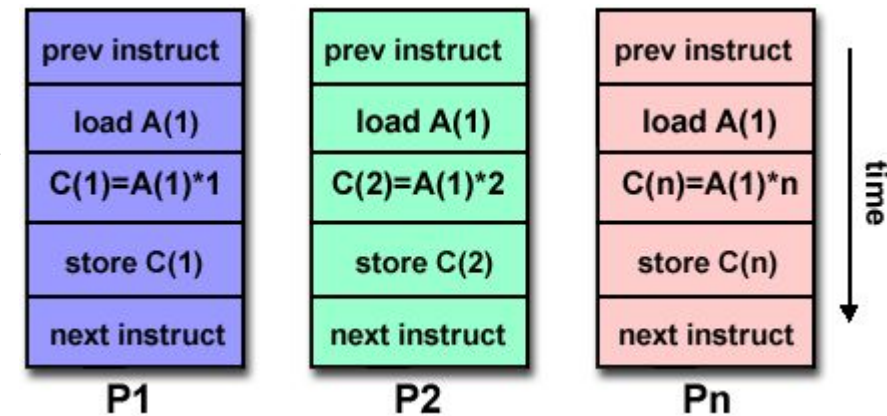 prev instruct
load A(1)
C(1)=A(1)*1
store C(1)
next instruct
P1
prev instruct
load A(1)
C(2)=A(1)*2
store C(2)
next instruct
P2
prev instruct
load A(1)
C(n)=A(1)*n
store C(n)
next instruct
Pn
time